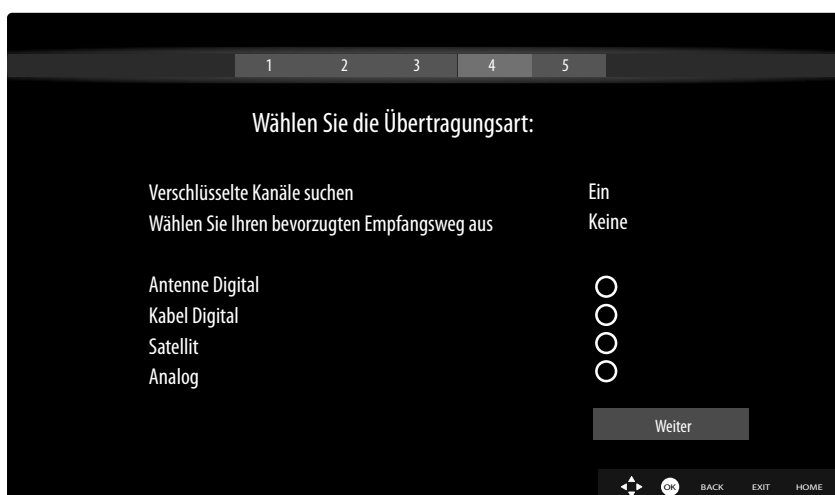 1 2 3 4 5
Wählen Sie die Übertragungsart:
Verschlüsselte Kanäle suchen Ein
Wählen Sie Ihren bevorzugten Empfangsweg aus Keine
Antenne Digital
Kabel Digital
Satellit
Analog
Weiter
OK BACK EXIT HOME